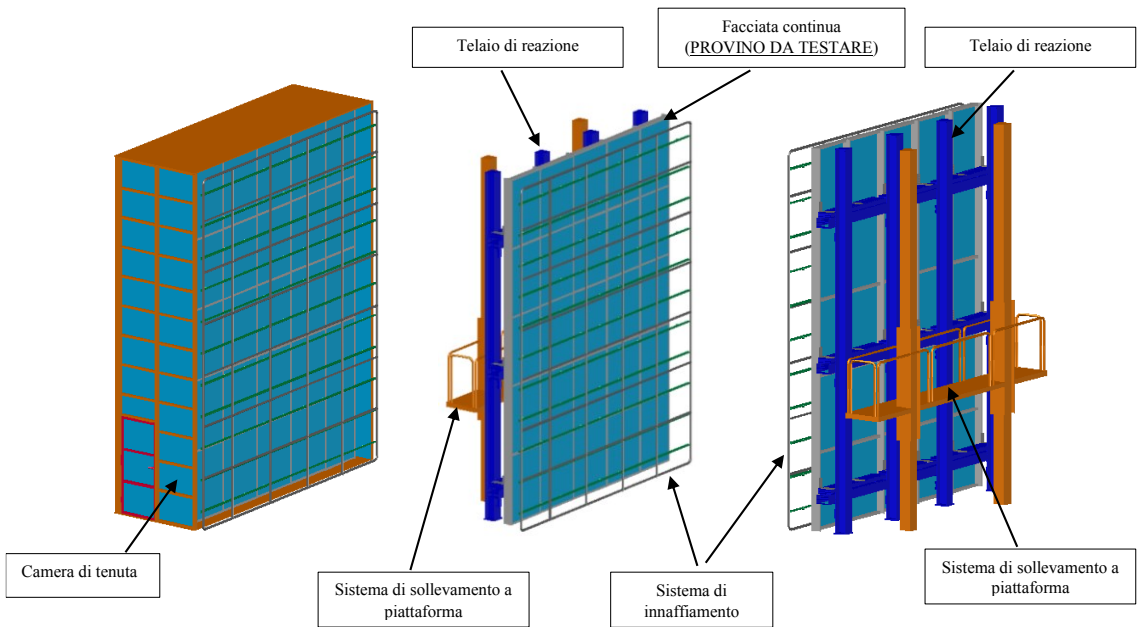 Telaio di reazione
Facciata continua
(PROVINO DA TESTARE)
Telaio di reazione
Camera di tenuta
Sistema di sollevamento a
piattaforma
Sistema di
innaffiamento
Sistema di sollevamento a
piattaforma